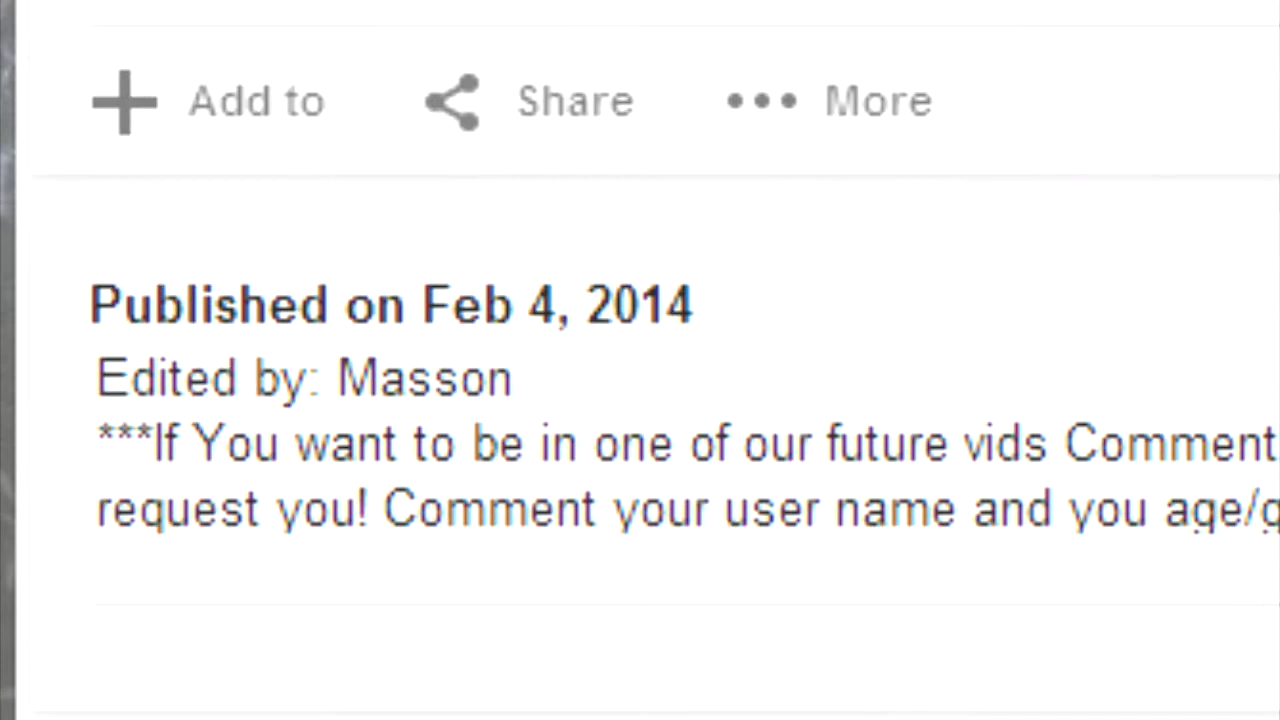 Add to Share More
Published on Feb 4, 2014
Edited by: Masson
***If You want to be in one of our future vids Comment
request you! Comment your user name and you age/g